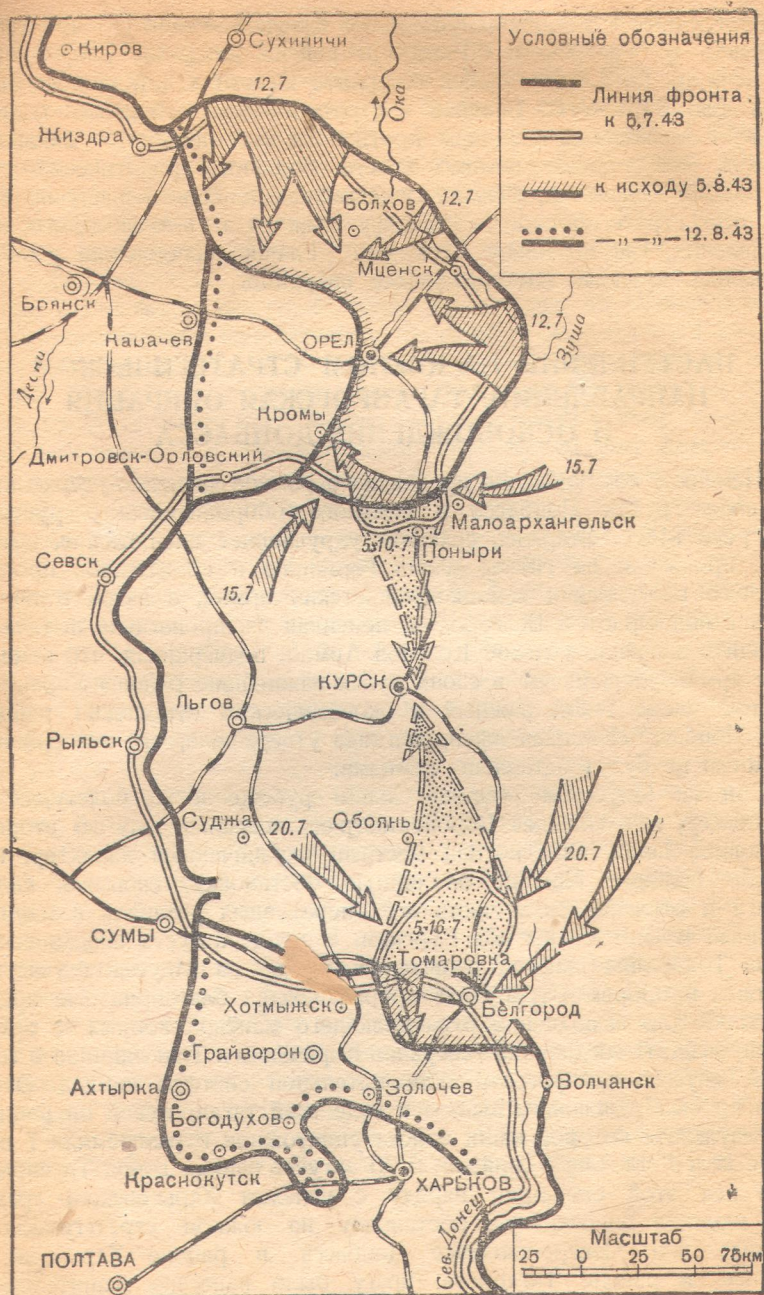 Киров
Сухиничи
Условные обозначения
Линия фронта
к 5.7.43
к исходу 5.8.43
—„—„— 12.8.43
12.7
Ока
Жиздра
Болхов
12.7
Мценск
Брянск
Карачев
ОРЕЛ
12.7
Зуша
Десна
Кромы
Дмитровск-Орловский
15.7
Малоархангельск
5-10.7
Поныри
Севск
15.7
КУРСК
Льгов
Рыльск
Суджа
Обоянь
20.7
20.7
5-16.7
СУМЫ
Томаровка
Хотмыжск
Белгород
Грайворон
Ахтырка
Золочев
Волчанск
Богодухов
Краснокутск
ХАРЬКОВ
Сев. Донец
ПОЛТАВА
Масштаб
25 0 25 50 75км